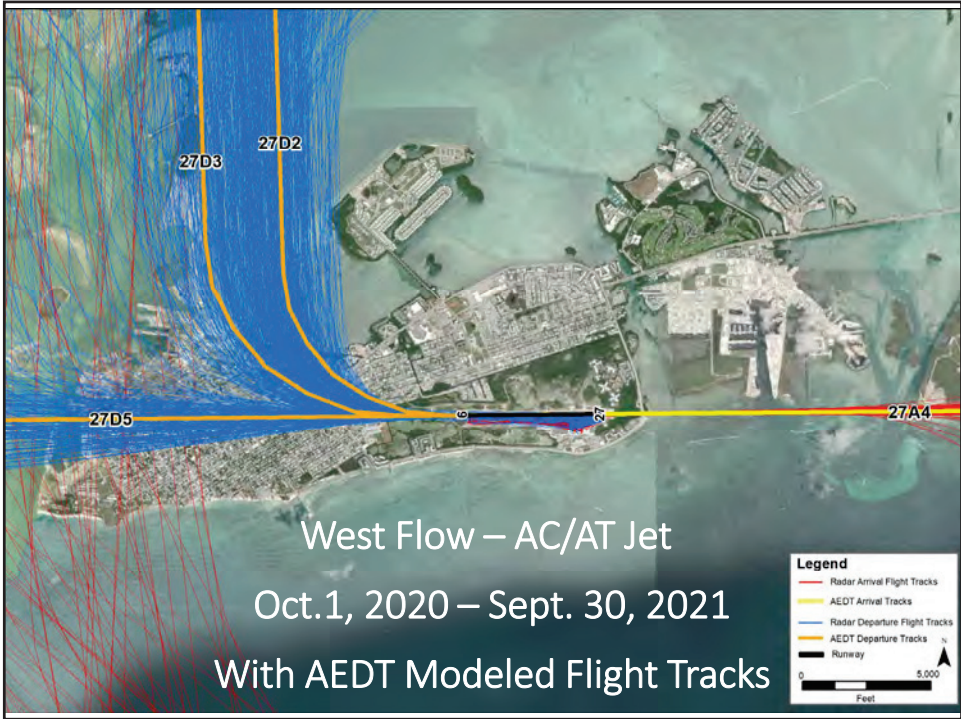 27D3
27D2
27D5
9
27
27A4
West Flow – AC/AT Jet
Oct.1, 2020 – Sept. 30, 2021
With AEDT Modeled Flight Tracks
Legend
Radar Arrival Flight Tracks
AEDT Arrival Tracks
Radar Departure Flight Tracks
AEDT Departure Tracks
Runway
N
0 5,000
Feet